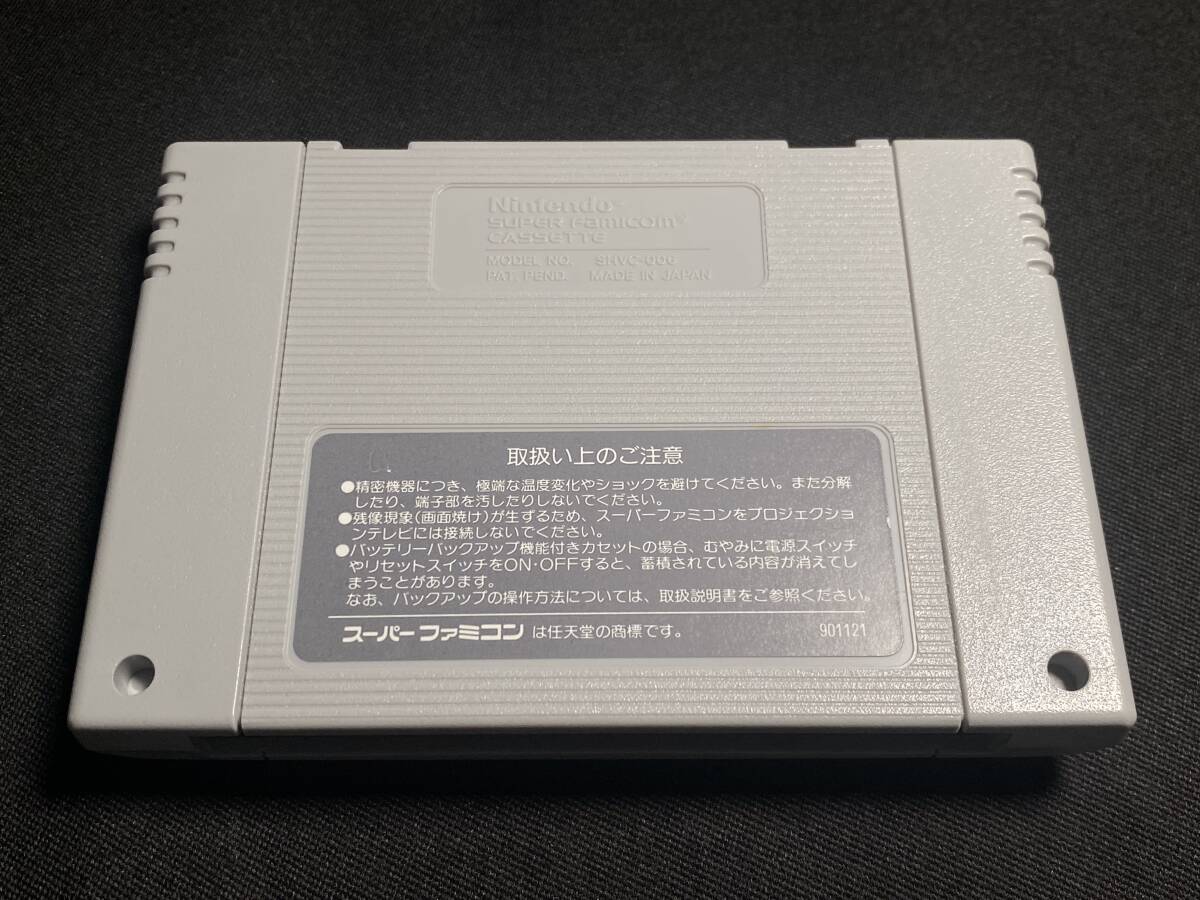 Nintendo®
SUPER FAMICOM®
CASSETTE
MODEL NO. SHVC-006
PAT. PEND. MADE IN JAPAN
取扱い上のご注意
●精密機器につき、極端な温度変化やショックを避けてください。また分解
したり、端子部を汚したりしないでください。
●残像現象(画面焼け)が生ずるため、スーパーファミコンをプロジェクショ
ンテレビには接続しないでください。
●バッテリーバックアップ機能付きカセットの場合、むやみに電源スイッチ
やリセットスイッチをON・OFFすると、蓄積されている内容が消えてし
まうことがあります。
なお、バックアップの操作方法については、取扱説明書をご参照ください。
スーパーファミコン は任天堂の商標です。 901121